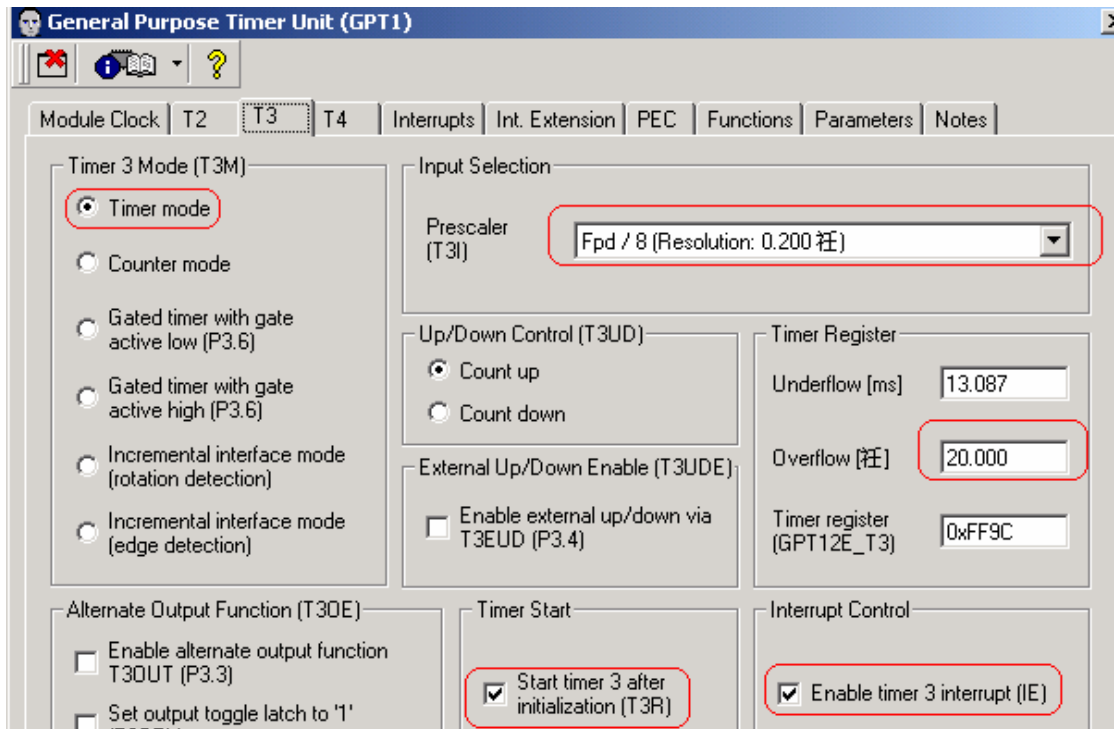 General Purpose Timer Unit (GPT1)
Module Clock T2 T3 T4 Interrupts Int. Extension PEC Functions Parameters Notes
Timer 3 Mode (T3M)
Timer mode
Counter mode
Gated timer with gate
active low (P3.6)
Gated timer with gate
active high (P3.6)
Incremental interface mode
(rotation detection)
Incremental interface mode
(edge detection)
Input Selection
Prescaler
(T3I)
Fpd / 8 (Resolution: 0.200 祍)
Up/Down Control (T3UD)
Count up
Count down
External Up/Down Enable (T3UDE)
Enable external up/down via
T3EUD (P3.4)
Timer Register
Underflow [ms] 13.087
Overflow [祍] 20.000
Timer register
(GPT12E_T3)
0xFF9C
Alternate Output Function (T3OE)
Enable alternate output function
T3OUT (P3.3)
Set output toggle latch to '1'
Timer Start
Start timer 3 after
initialization (T3R)
Interrupt Control
Enable timer 3 interrupt (IE)